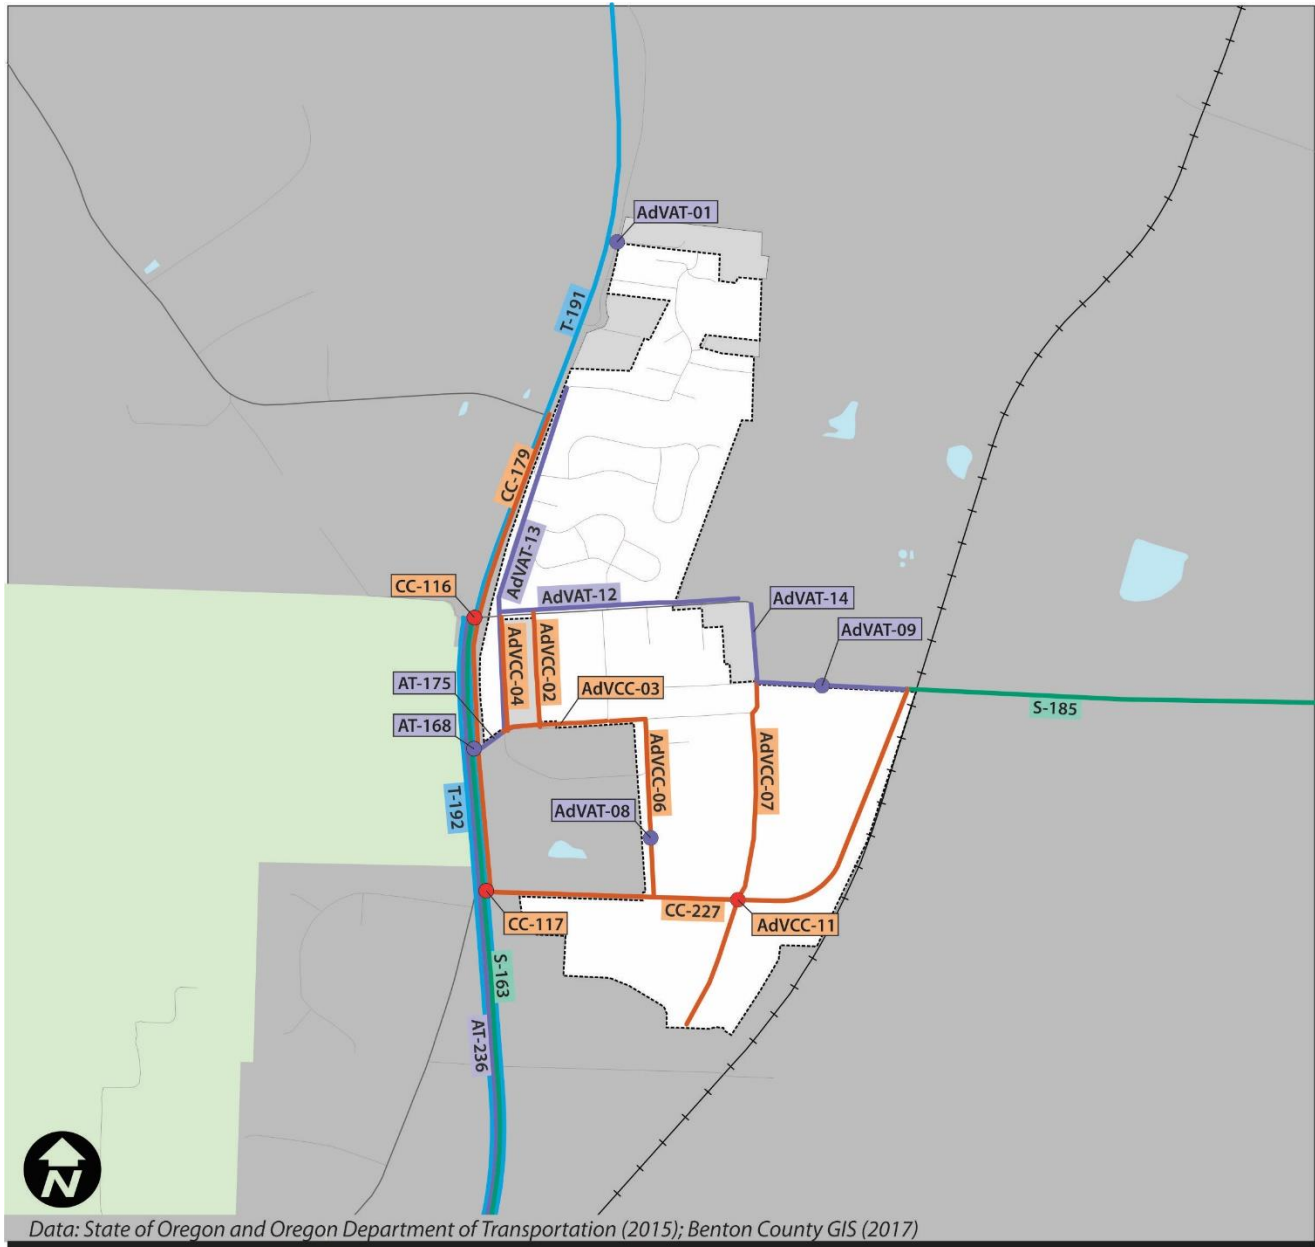 AdVAT-01
T-191
CC-179
AdVAT-13
CC-116
AdVAT-12
AdVAT-14
AdVAT-09
AdVCC-04
AdVCC-02
AT-175
AdVCC-03
S-185
AT-168
AdVCC-06
AdVCC-07
T-192
AdVAT-08
CC-227
CC-117
AdVCC-11
S-163
AT-236
N
Data: State of Oregon and Oregon Department of Transportation (2015); Benton County GIS (2017)